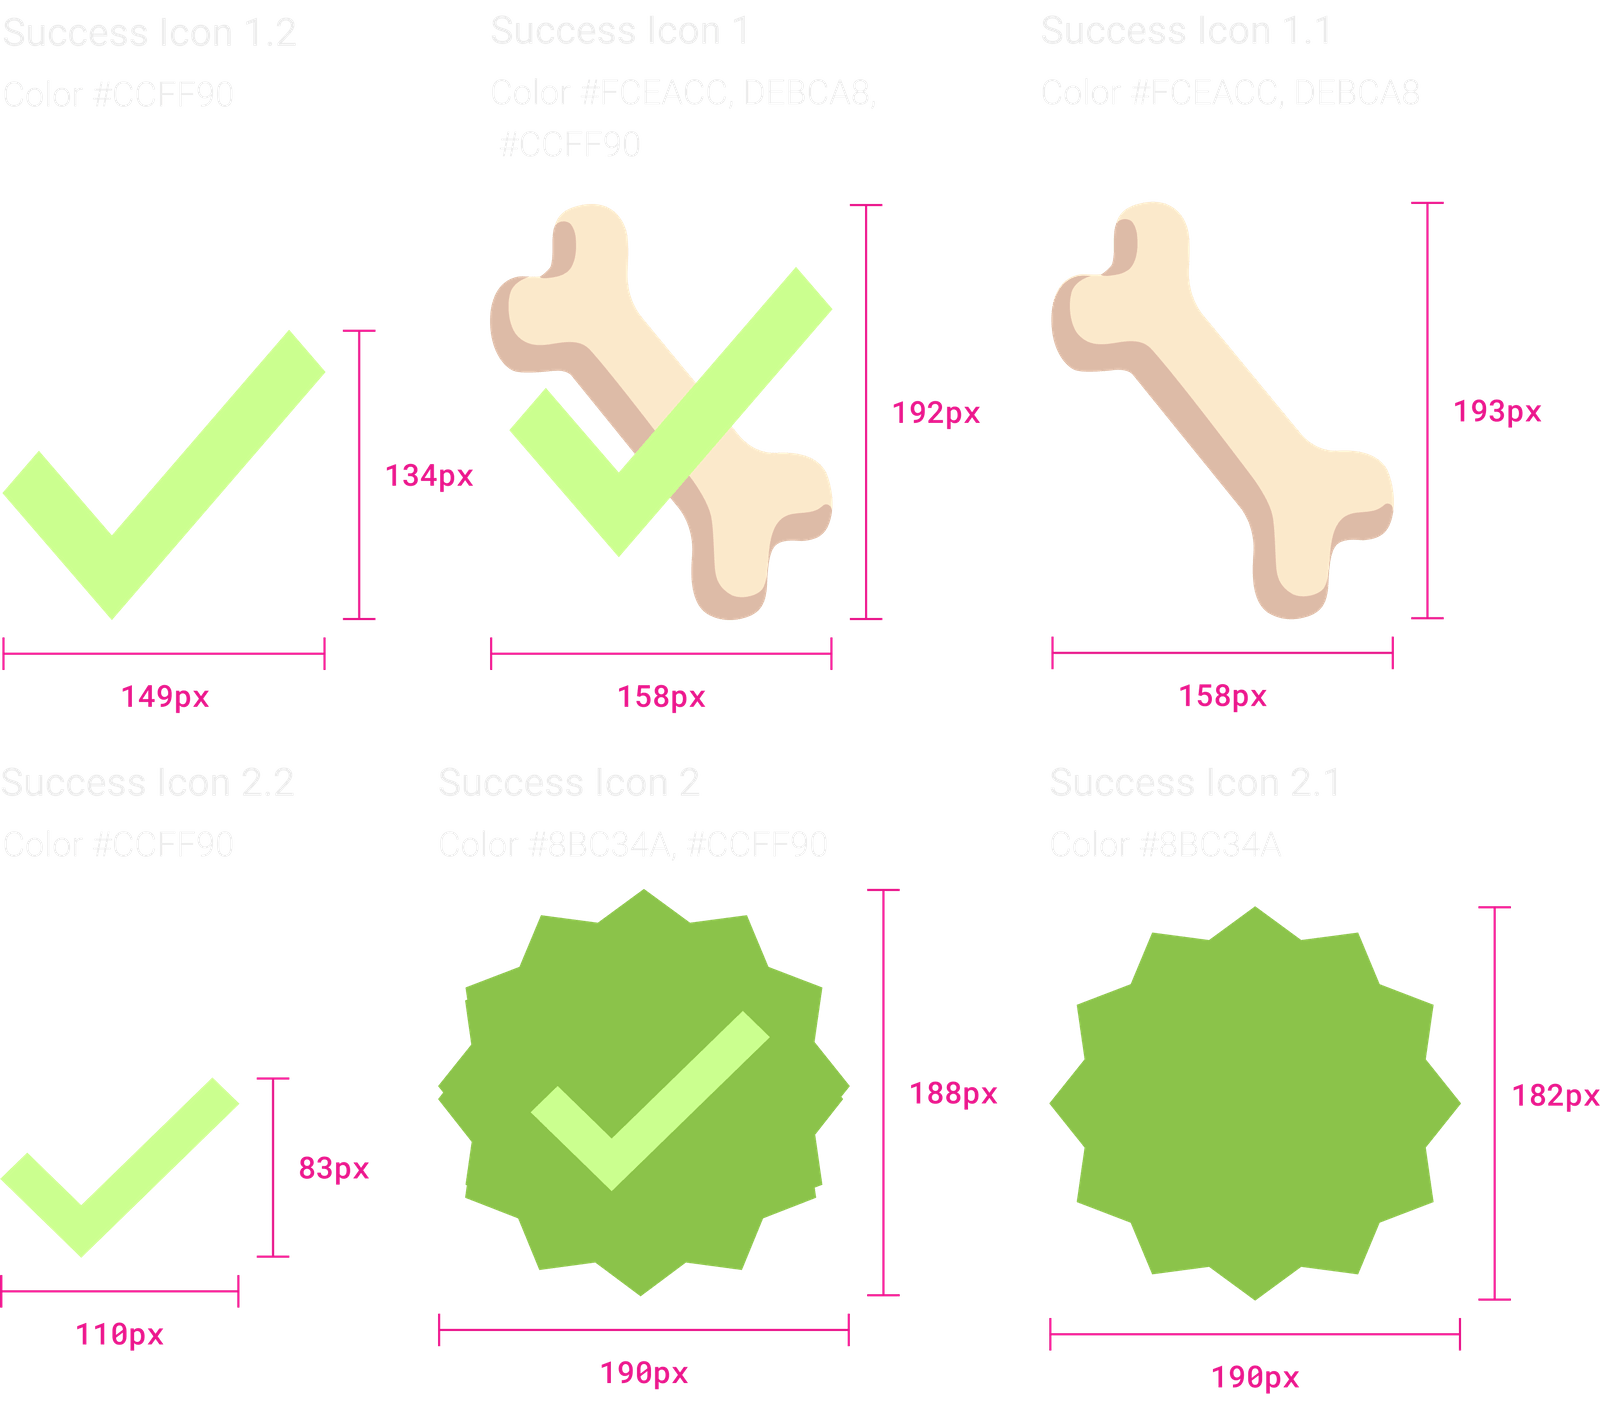 Success Icon 1.2
Color #CCFF90
134px
149px
Success Icon 1
Color #FCEACC, DEBCA8,
#CCFF90
192px
158px
Success Icon 1.1
Color #FCEACC, DEBCA8
193px
158px
Success Icon 2.2
Color #CCFF90
83px
110px
Success Icon 2
Color #8BC34A, #CCFF90
188px
190px
Success Icon 2.1
Color #8BC34A
182px
190px